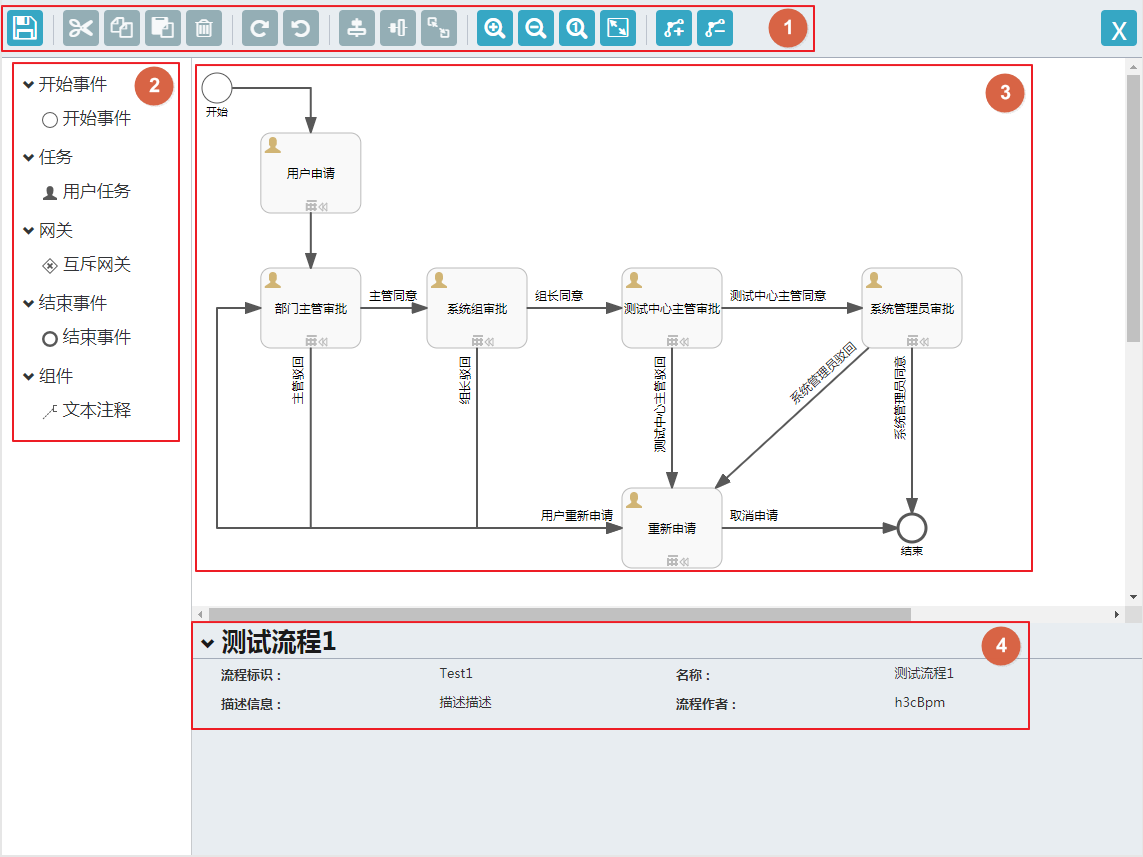 1
X
2
开始事件
开始事件
任务
用户任务
网关
互斥网关
结束事件
结束事件
组件
文本注释
3
开始
用户申请
部门主管审批
主管同意
系统组审批
组长同意
测试中心主管审批
测试中心主管同意
系统管理员审批
主管驳回
组长驳回
测试中心主管驳回
系统管理员驳回
系统管理员同意
用户重新申请
重新申请
取消申请
结束
测试流程1
4
流程标识：
Test1
名称：
测试流程1
描述信息：
描述描述
流程作者：
h3cBpm